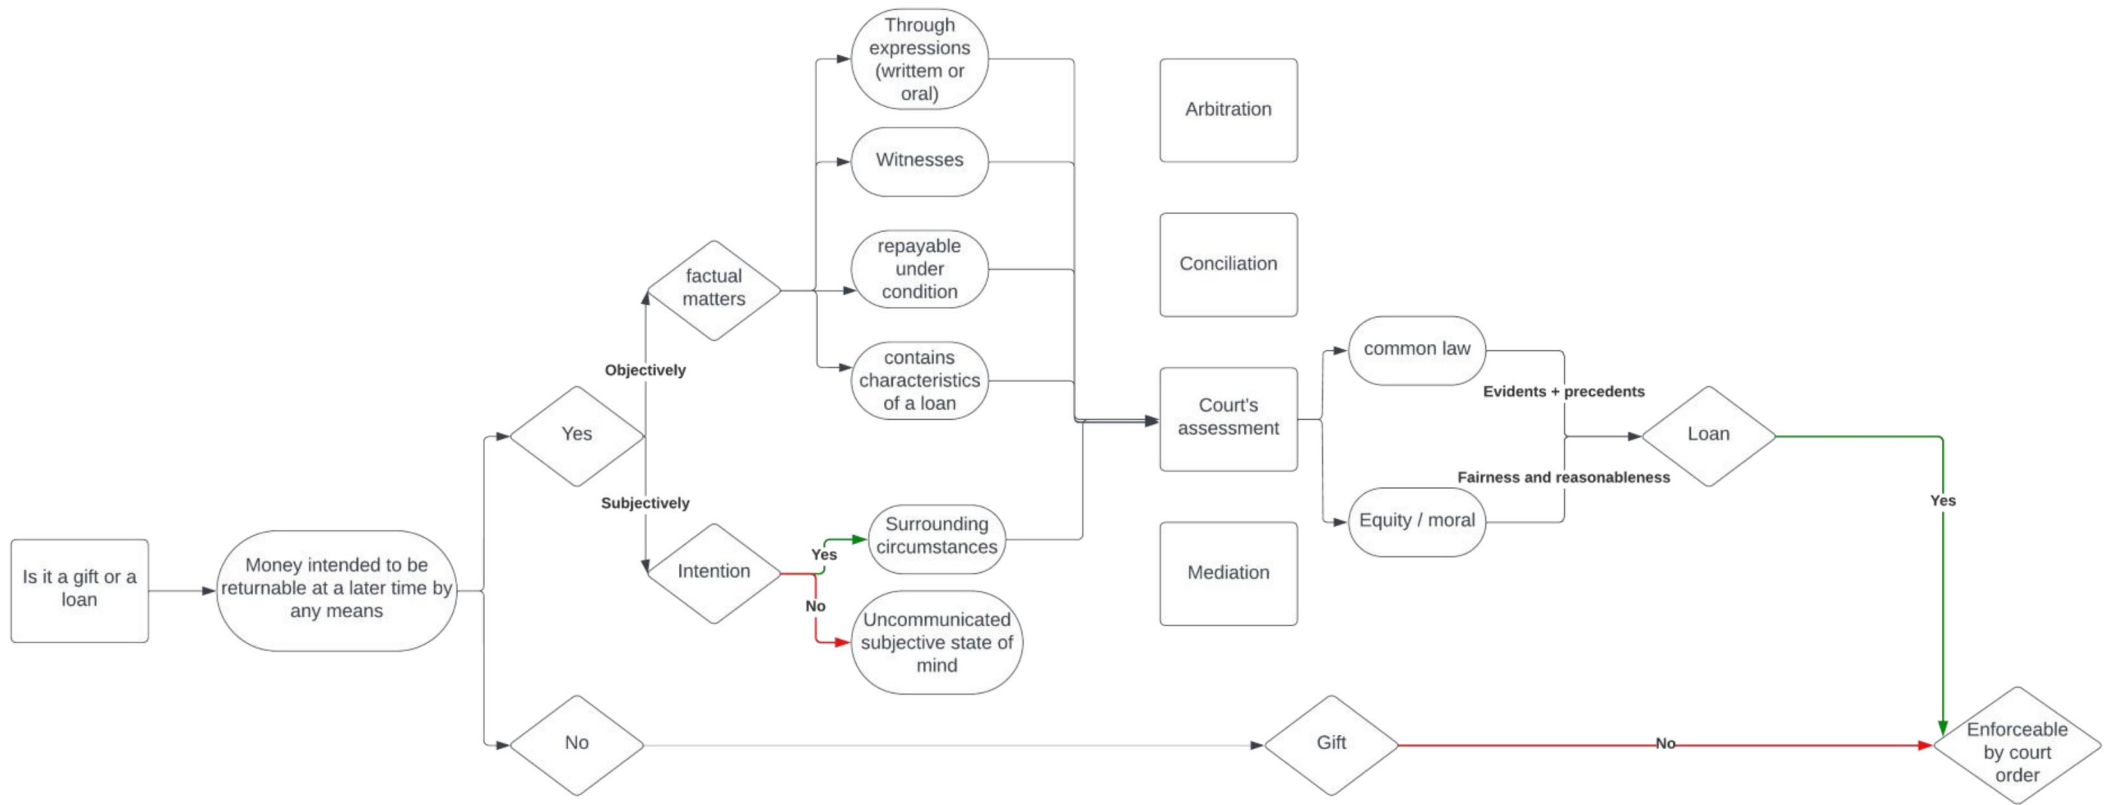 Is it a gift or a
loan
Money intended to be
returnable at a later time by
any means
Yes
No
Objectively
Subjectively
factual
matters
Intention
Yes
No
Through
expressions
(writtem or
oral)
Witnesses
repayable
under
condition
contains
characteristics
of a loan
Surrounding
circumstances
Uncommunicated
subjective state of
mind
Arbitration
Conciliation
Court's
assessment
Mediation
common law
Equity / moral
Evidents + precedents
Fairness and reasonableness
Loan
Gift
Yes
No
Enforceable
by court
order